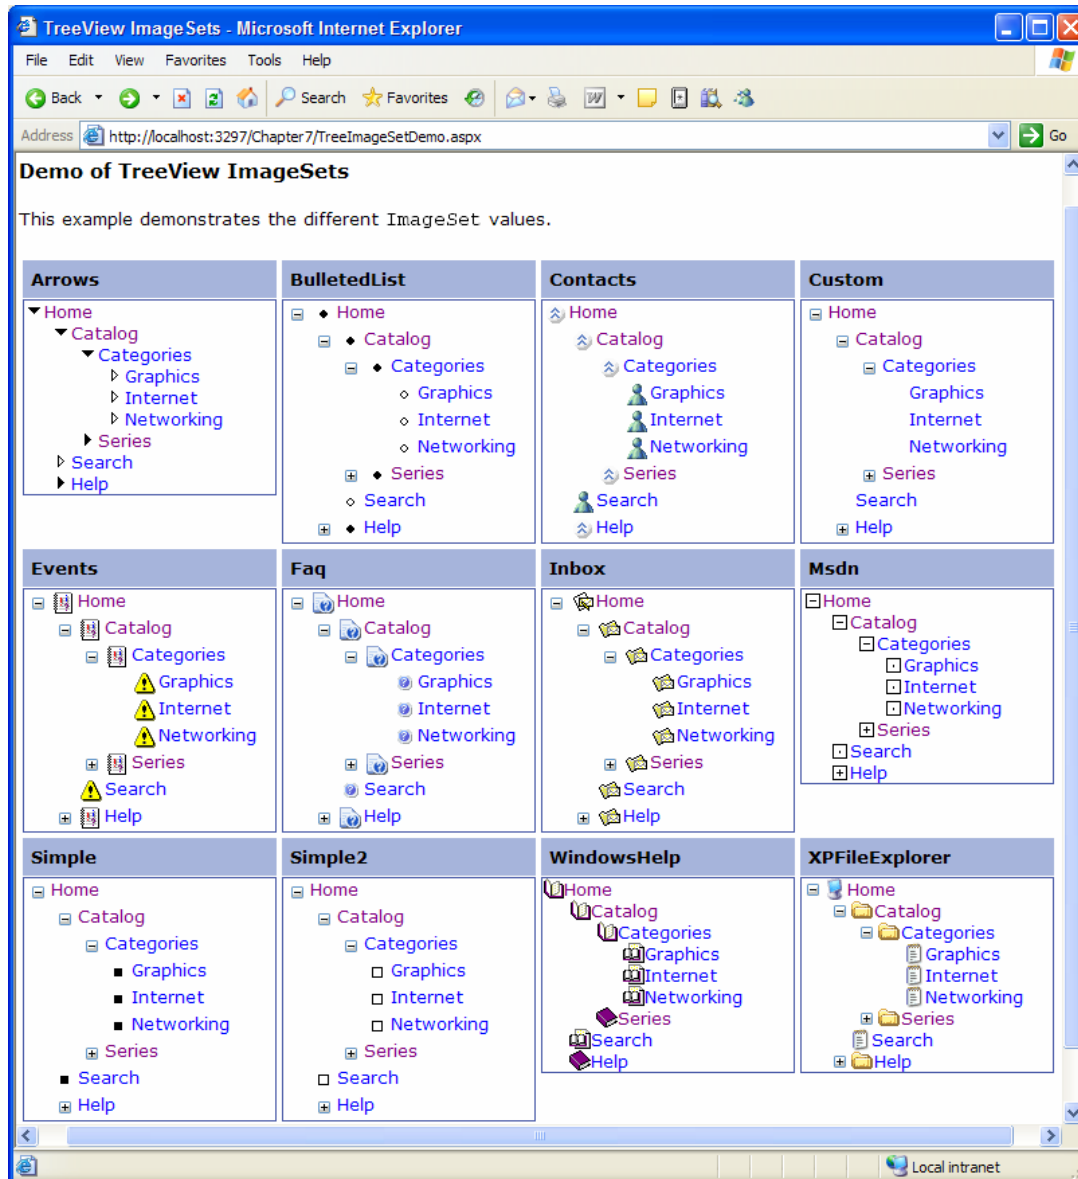 TreeView ImageSets - Microsoft Internet Explorer
File Edit View Favorites Tools Help
Back Search Favorites
Address http://localhost:3297/Chapter7/TreeImageSetDemo.aspx Go
Demo of TreeView ImageSets
This example demonstrates the different ImageSet values.
Arrows
Home
Catalog
Categories
Graphics
Internet
Networking
Series
Search
Help
BulletedList
Home
Catalog
Categories
Graphics
Internet
Networking
Series
Search
Help
Contacts
Home
Catalog
Categories
Graphics
Internet
Networking
Series
Search
Help
Custom
Home
Catalog
Categories
Graphics
Internet
Networking
Series
Search
Help
Events
Home
Catalog
Categories
Graphics
Internet
Networking
Series
Search
Help
Faq
Home
Catalog
Categories
Graphics
Internet
Networking
Series
Search
Help
Inbox
Home
Catalog
Categories
Graphics
Internet
Networking
Series
Search
Help
Msdn
Home
Catalog
Categories
Graphics
Internet
Networking
Series
Search
Help
Simple
Home
Catalog
Categories
Graphics
Internet
Networking
Series
Search
Help
Simple2
Home
Catalog
Categories
Graphics
Internet
Networking
Series
Search
Help
WindowsHelp
Home
Catalog
Categories
Graphics
Internet
Networking
Series
Search
Help
XPFileExplorer
Home
Catalog
Categories
Graphics
Internet
Networking
Series
Search
Help
Local intranet